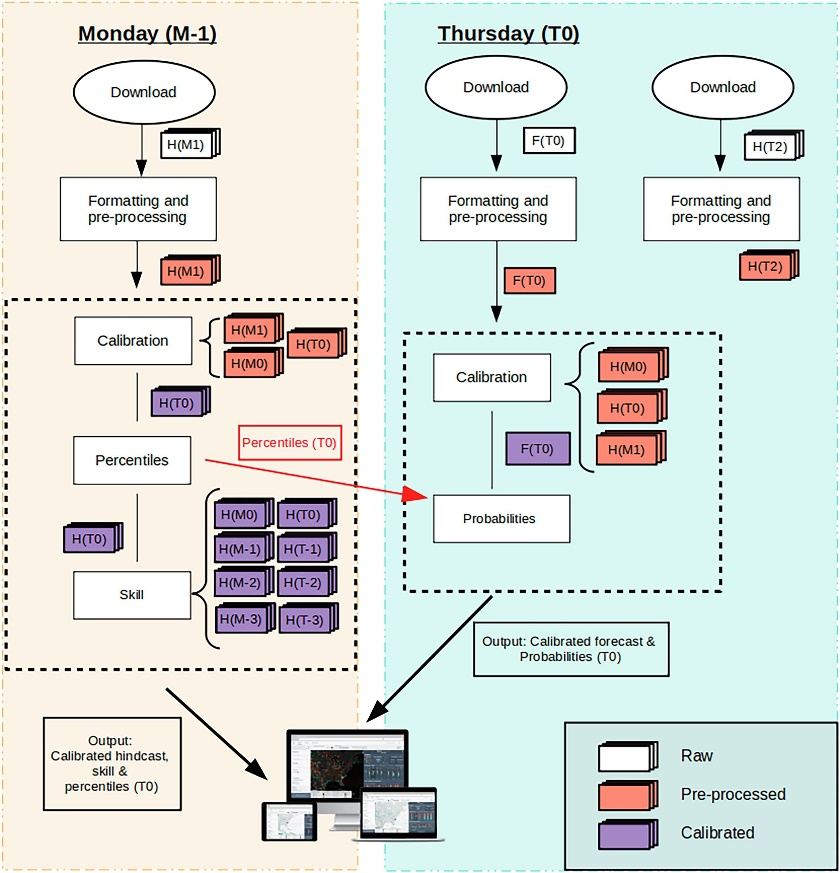 Monday (M-1)
Download
H(M1)
Formatting and
pre-processing
H(M1)
Calibration
H(M1)
H(M0)
H(T0)
H(T0)
Percentiles
Percentiles (T0)
H(T0)
Skill
H(M0)
H(T0)
H(M-1)
H(T-1)
H(M-2)
H(T-2)
H(M-3)
H(T-3)
Output:
Calibrated hindcast,
skill &
percentiles (T0)
Thursday (T0)
Download
F(T0)
Formatting and
pre-processing
F(T0)
Download
H(T2)
Formatting and
pre-processing
H(T2)
Calibration
H(M0)
H(T0)
H(M1)
F(T0)
Probabilities
Output: Calibrated forecast &
Probabilities (T0)
Raw
Pre-processed
Calibrated